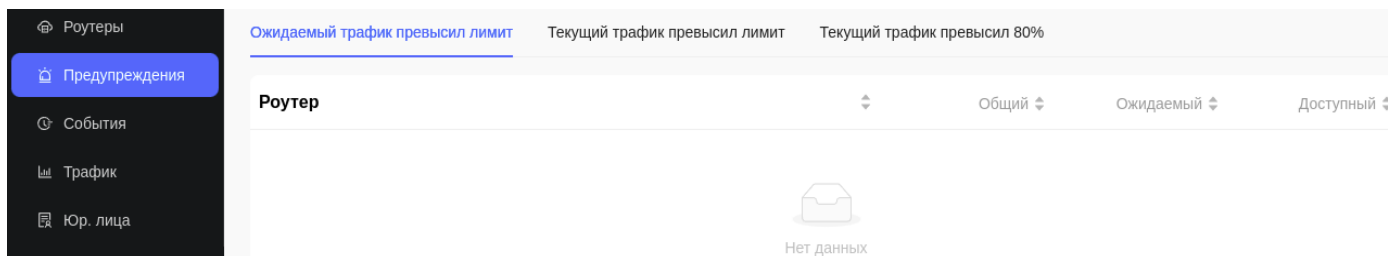 Роутеры
Предупреждения
События
Трафик
Юр. лица
Ожидаемый трафик превысил лимит Текущий трафик превысил лимит Текущий трафик превысил 80%
Роутер Общий Ожидаемый Доступный
Нет данных